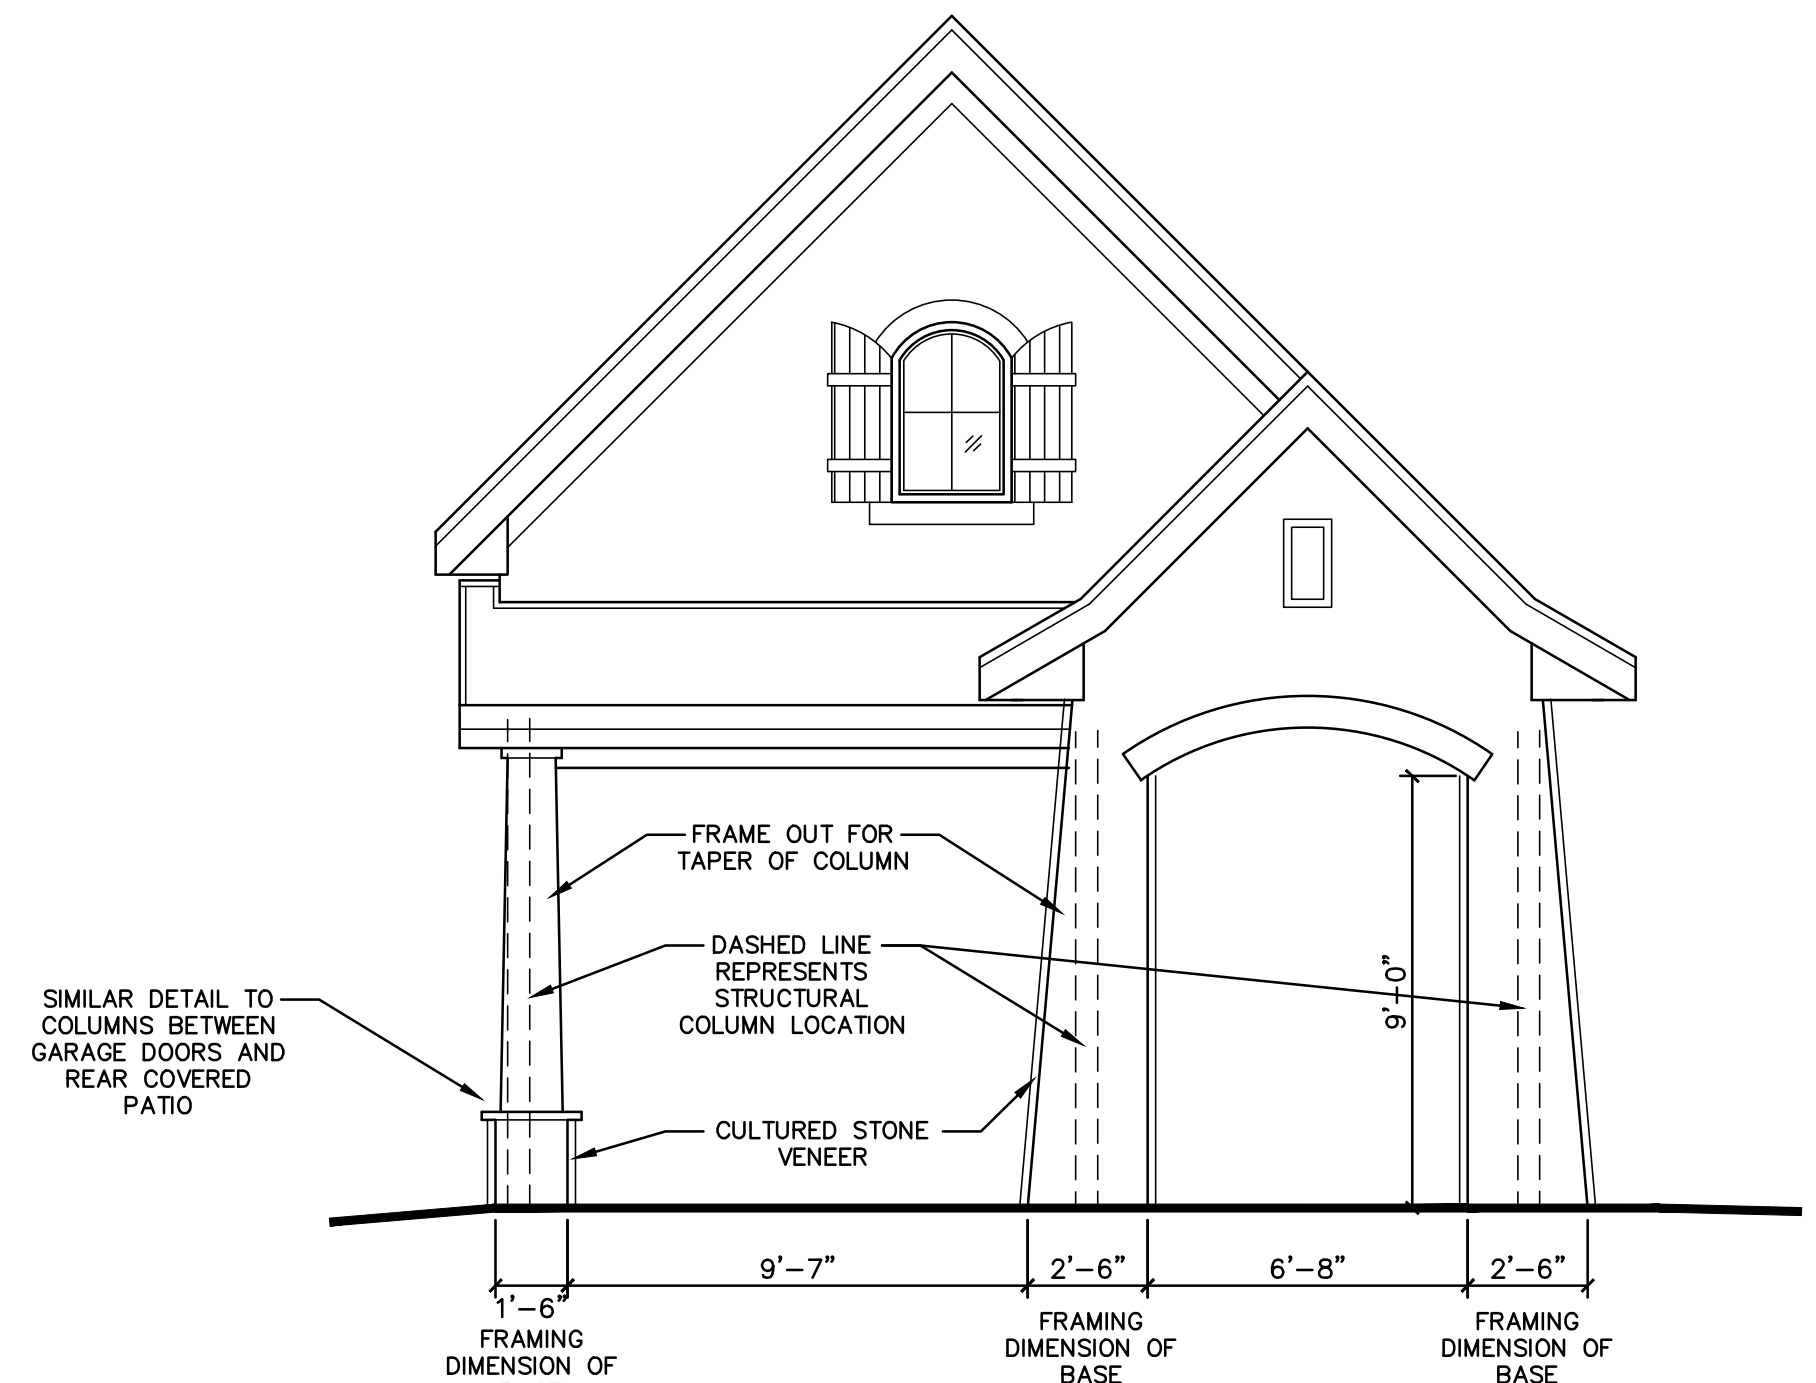 FRAME OUT FOR
TAPER OF COLUMN
DASHED LINE
REPRESENTS
STRUCTURAL
COLUMN LOCATION
SIMILAR DETAIL TO
COLUMNS BETWEEN
GARAGE DOORS AND
REAR COVERED
PATIO
CULTURED STONE
VENEER
9'-0"
9'-7"
2'-6"
6'-8"
2'-6"
1'-6"
FRAMING
DIMENSION OF
FRAMING
DIMENSION OF
BASE
FRAMING
DIMENSION OF
BASE